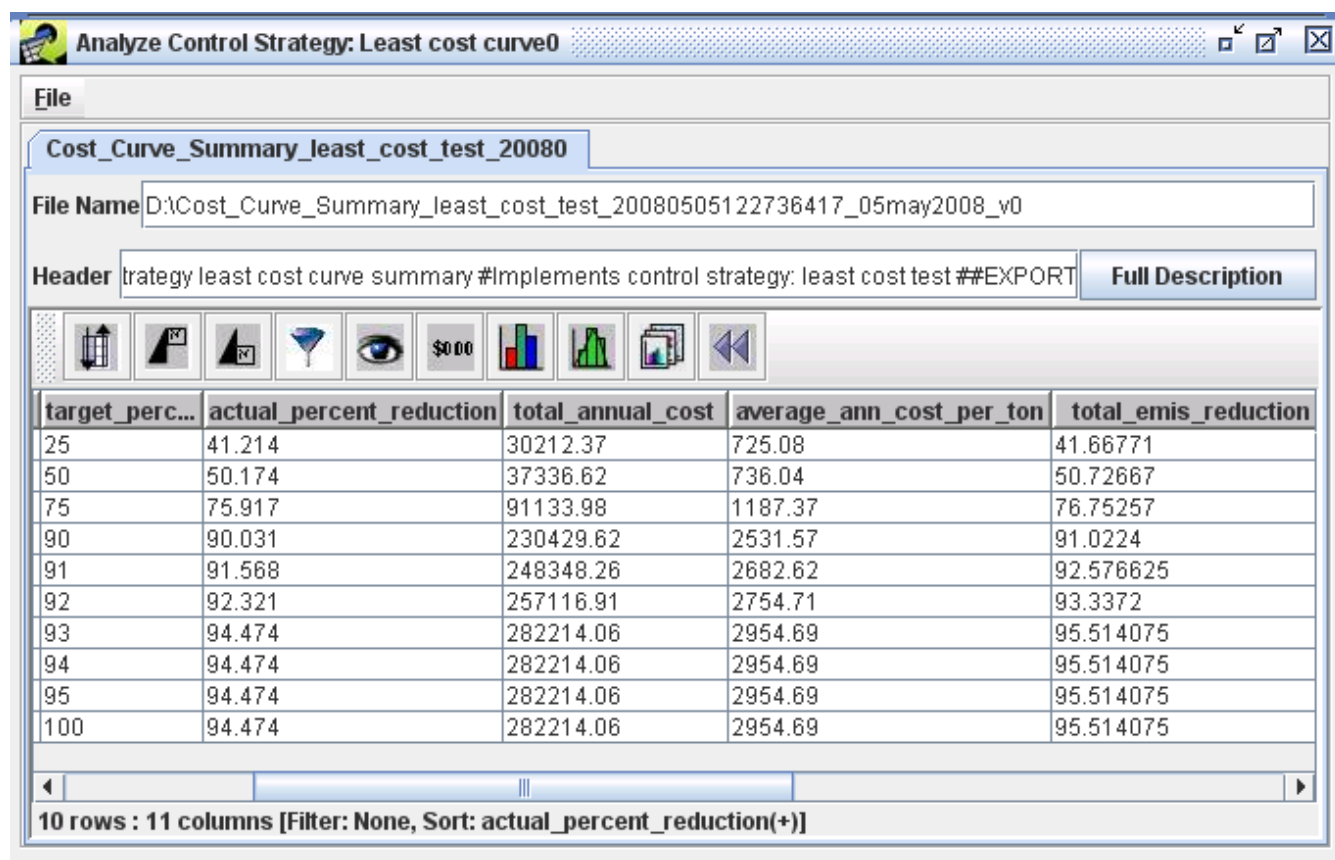 Analyze Control Strategy: Least cost curve0
File
Cost_Curve_Summary_least_cost_test_20080
File Name D:\Cost_Curve_Summary_least_cost_test_20080505122736417_05may2008_v0
Header trategy least cost curve summary #Implements control strategy: least cost test ##EXPORT Full Description
$0.00
target_perc... actual_percent_reduction total_annual_cost average_ann_cost_per_ton total_emis_reduction
25 41.214 30212.37 725.08 41.66771
50 50.174 37336.62 736.04 50.72667
75 75.917 91133.98 1187.37 76.75257
90 90.031 230429.62 2531.57 91.0224
91 91.568 248348.26 2682.62 92.576625
92 92.321 257116.91 2754.71 93.3372
93 94.474 282214.06 2954.69 95.514075
94 94.474 282214.06 2954.69 95.514075
95 94.474 282214.06 2954.69 95.514075
100 94.474 282214.06 2954.69 95.514075
10 rows : 11 columns [Filter: None, Sort: actual_percent_reduction(+)]